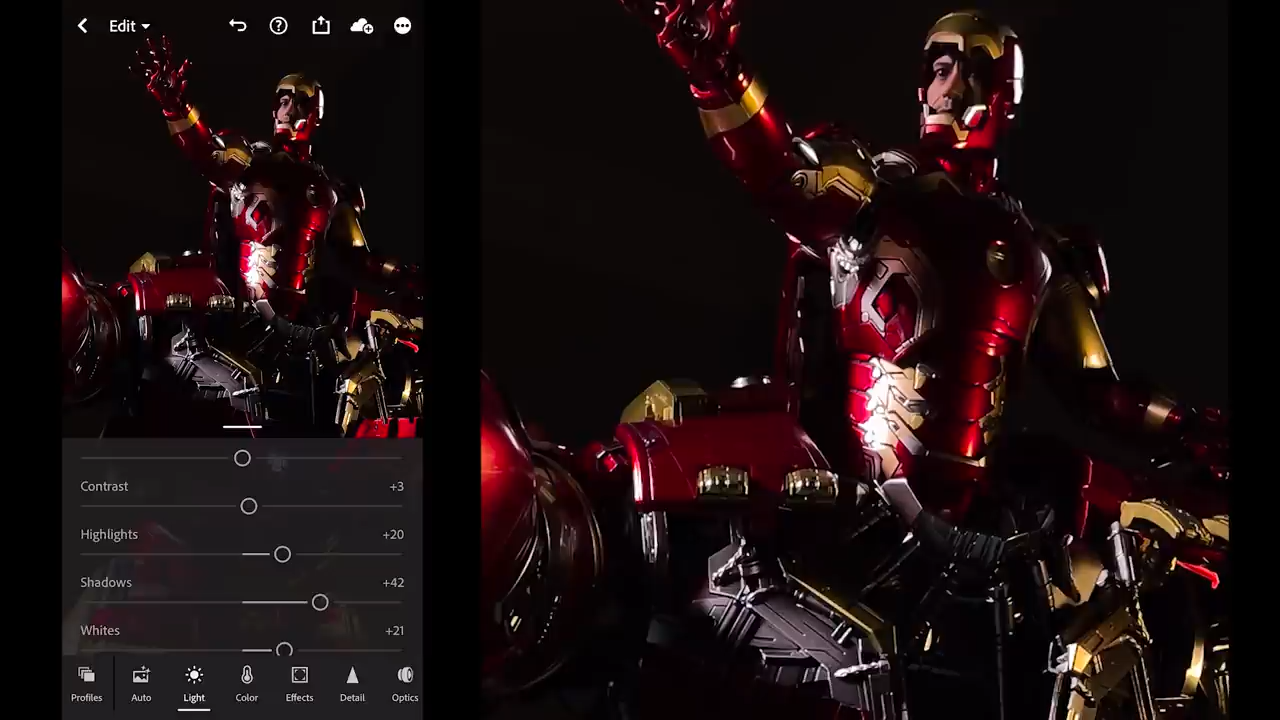 Edit
Contrast +3
Highlights +20
Shadows +42
Whites +21
Profiles Auto Light Color Effects Detail Optics